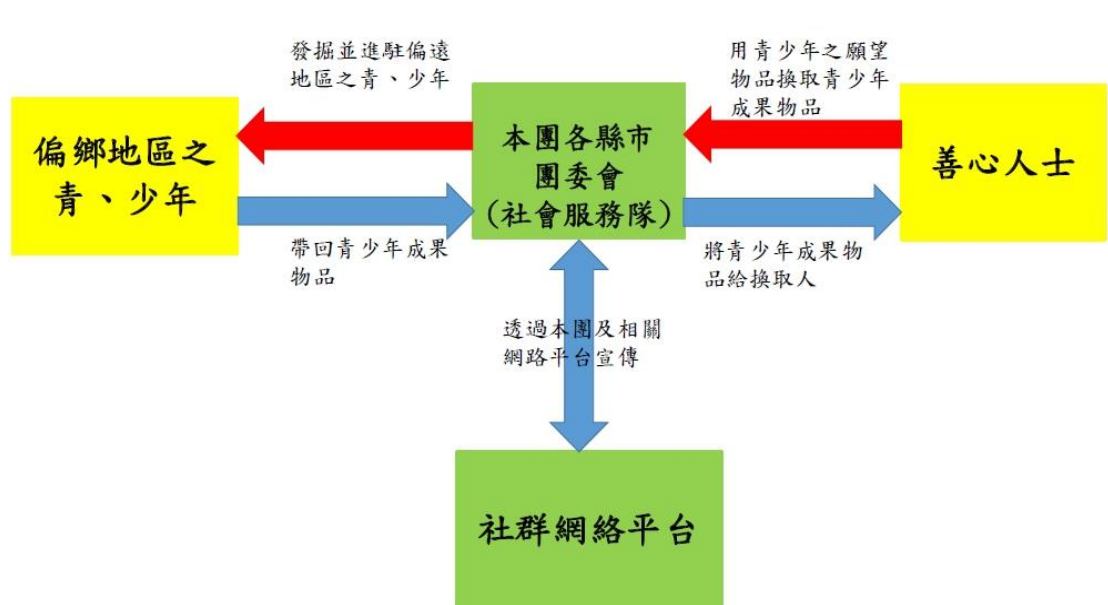 發掘並進駐偏遠
地區之青、少年
用青少年之願望
物品換取青少年
成果物品
偏鄉地區之
青、少年
本團各縣市
團委會
(社會服務隊)
善心人士
帶回青少年成果
物品
將青少年成果物
品給換取人
透過本團及相關
網路平台宣傳
社群網絡平台